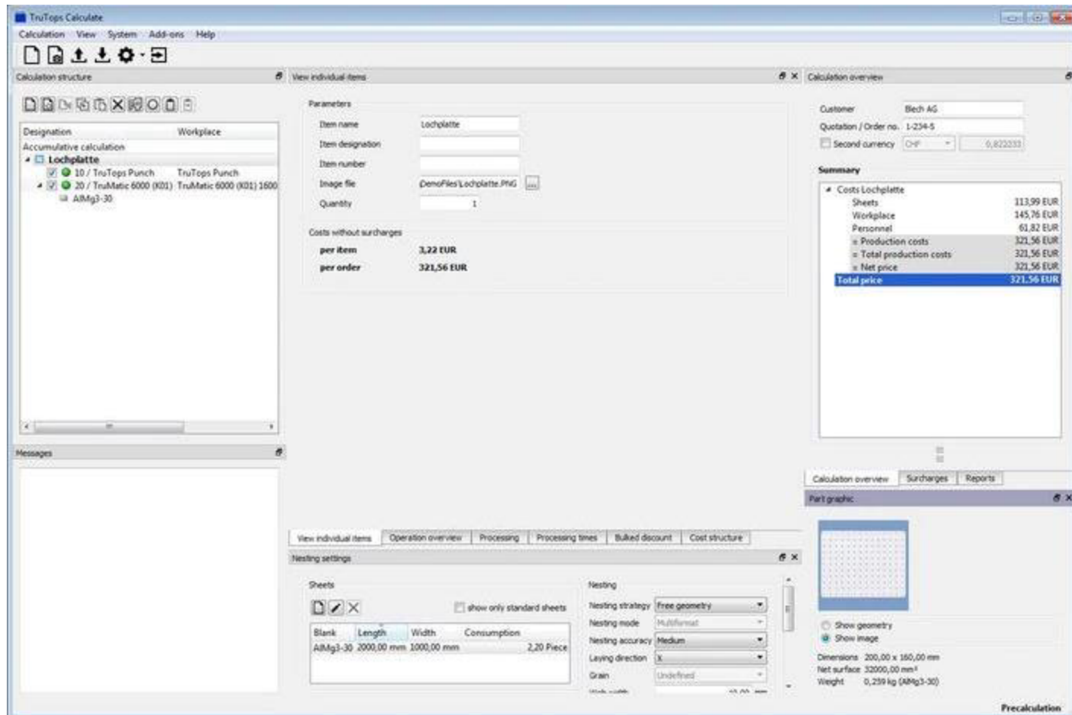 TruTops Calculate
Calculation View System Add-ons Help
Calculation structure
Designation Workplace
Accumulative calculation
Lochplatte
10 / TruTops Punch TruTops Punch
20 / TruMatic 6000 (K01) TruMatic 6000 (K01) 1600
AlMg3-30
Messages
View individual items
Parameters
Item name Lochplatte
Item designation
Item number
Image file DemoFiles\Lochplatte.PNG ...
Quantity 1
Costs without surcharges
per item 3,22 EUR
per order 321,56 EUR
View individual items Operation overview Processing Processing times Bulked discount Cost structure
Nesting settings
Sheets
show only standard sheets
Blank Length Width Consumption
AlMg3-30 2000,00 mm 1000,00 mm 2,20 Piece
Nesting
Nesting strategy Free geometry
Nesting mode Multiformat
Nesting accuracy Medium
Laying direction X
Grain Undefined
Calculation overview
Customer Blech AG
Quotation / Order no. 1-234-5
Second currency CHF 0,822033
Summary
Costs Lochplatte
Sheets 113,99 EUR
Workplace 145,76 EUR
Personnel 61,82 EUR
= Production costs 321,56 EUR
= Total production costs 321,56 EUR
= Net price 321,56 EUR
Total price 321,56 EUR
Calculation overview Surcharges Reports
Part graphic
Show geometry
Show image
Dimensions 200,00 x 160,00 mm
Net surface 32000,00 mm²
Weight 0,259 kg (AlMg3-30)
Precalculation